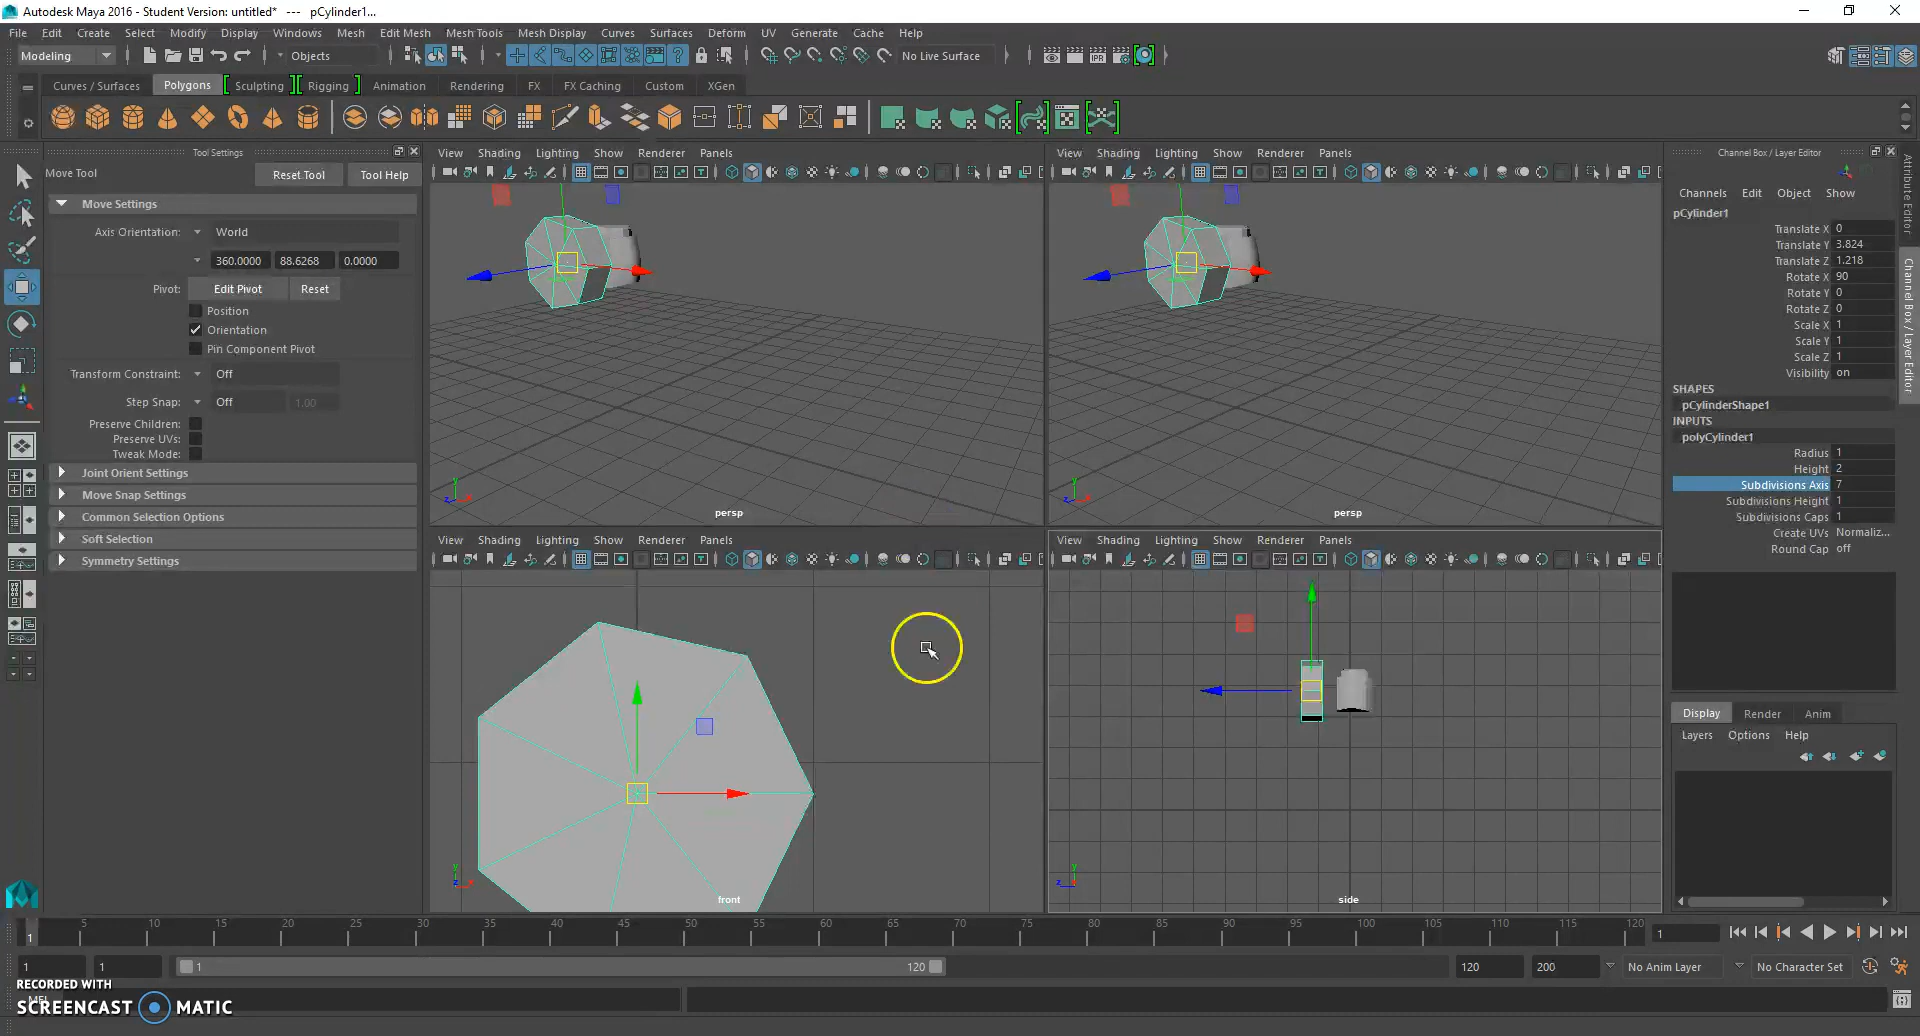 Autodesk Maya 2016 - Student Version: untitled* --- pCylinder1...
File Edit Create Select Modify Display Windows Mesh Edit Mesh Mesh Tools Mesh Display Curves Surfaces Deform UV Generate Cache Help
Modeling Objects No Live Surface IPR
Curves / Surfaces Polygons Sculpting Rigging Animation Rendering FX FX Caching Custom XGen
Tool Settings
Move Tool Reset Tool Tool Help
Move Settings
Axis Orientation: World
360.0000 88.6268 0.0000
Pivot: Edit Pivot Reset
Position
Orientation
Pin Component Pivot
Transform Constraint: Off
Step Snap: Off 1.00
Preserve Children:
Preserve UVs:
Tweak Mode:
Joint Orient Settings
Move Snap Settings
Common Selection Options
Soft Selection
Symmetry Settings
View Shading Lighting Show Renderer Panels
y z x
persp
View Shading Lighting Show Renderer Panels
y z x
persp
View Shading Lighting Show Renderer Panels
y z x
front
View Shading Lighting Show Renderer Panels
y z
side
Channel Box / Layer Editor
Channels Edit Object Show
pCylinder1
Translate X 0
Translate Y 3.824
Translate Z 1.218
Rotate X 90
Rotate Y 0
Rotate Z 0
Scale X 1
Scale Y 1
Scale Z 1
Visibility on
SHAPES
pCylinderShape1
INPUTS
polyCylinder1
Radius 1
Height 2
Subdivisions Axis 7
Subdivisions Height 1
Subdivisions Caps 1
Create UVs Normaliz...
Round Cap off
Display Render Anim
Layers Options Help
Attribute Editor
Channel Box / Layer Editor
1 5 10 15 20 25 30 35 40 45 50 55 60 65 70 75 80 85 90 95 100 105 110 115 120
1
1 1 1 120 120 200 No Anim Layer No Character Set
MEL
RECORDED WITH
SCREENCAST MATIC